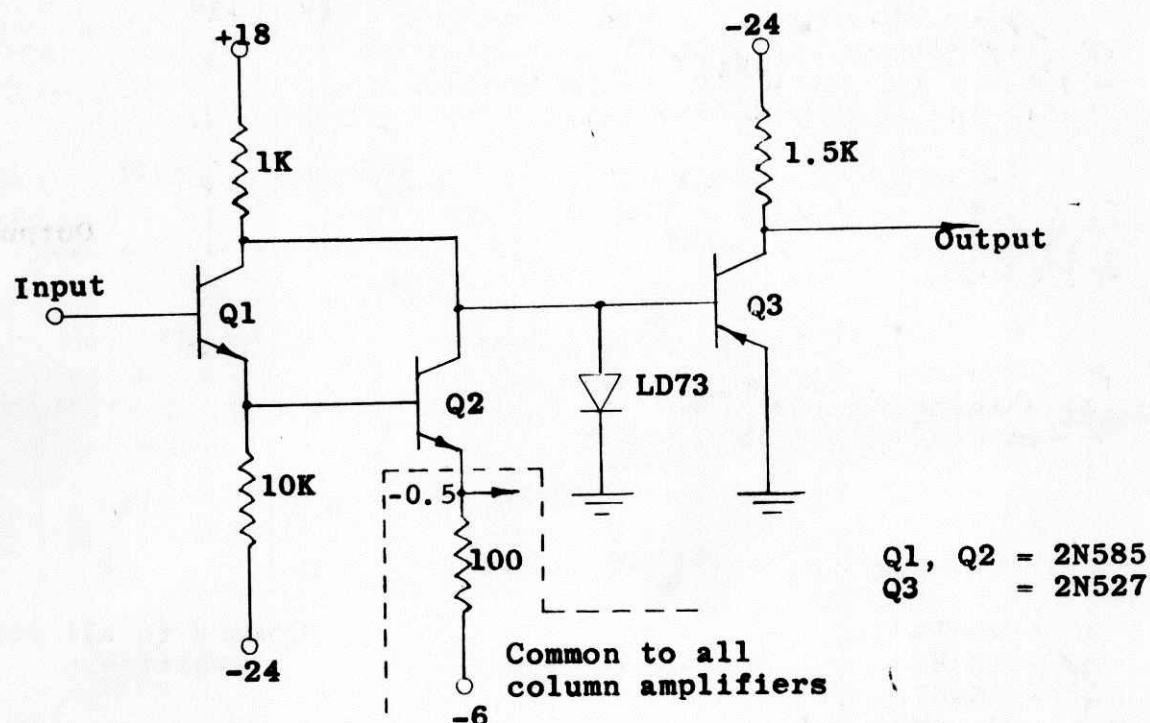 +18
-24
1K
1.5K
Output
Input
Q1
Q3
LD73
Q2
10K
-0.5
100
Q1, Q2 = 2N585
Q3 = 2N527
-24
Common to all
column amplifiers
-6